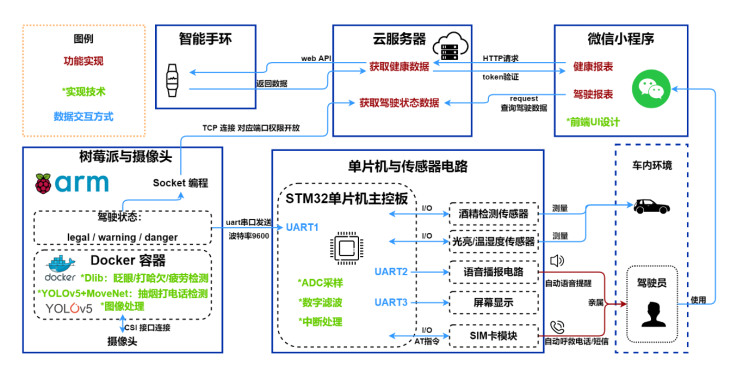 图例
功能实现
*实现技术
数据交互方式
智能手环
web API
返回数据
云服务器
获取健康数据
获取驾驶状态数据
HTTP请求
token验证
request
查询驾驶数据
微信小程序
健康报表
驾驶报表
*前端UI设计
TCP 连接 对应端口权限开放
树莓派与摄像头
arm
Socket 编程
驾驶状态：
legal / warning / danger
docker
Docker 容器
*Dlib：眨眼/打哈欠/疲劳检测
*YOLOv5+MoveNet：抽烟打电话检测
YOLOv5
*图像处理
CSI 接口连接
摄像头
uart串口发送
波特率9600
单片机与传感器电路
STM32单片机主控板
UART1
UART2
UART3
*ADC采样
*数字滤波
*中断处理
I/O
酒精检测传感器
测量
I/O
光亮/温湿度传感器
测量
语音播报电路
自动语音提醒
屏幕显示
I/O
AT指令
SIM卡模块
自动呼救电话/短信
亲属
车内环境
驾驶员
使用